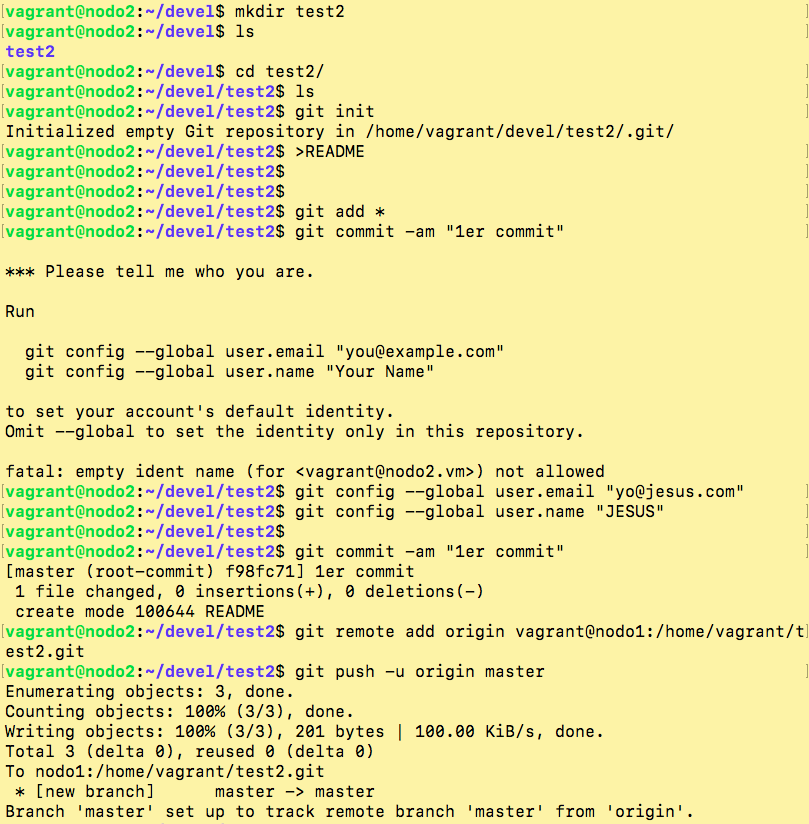 [vagrant@nodo2:~/devel$ mkdir test2 ]
[vagrant@nodo2:~/devel$ ls ]
test2
[vagrant@nodo2:~/devel$ cd test2/ ]
[vagrant@nodo2:~/devel/test2$ ls ]
[vagrant@nodo2:~/devel/test2$ git init ]
Initialized empty Git repository in /home/vagrant/devel/test2/.git/
[vagrant@nodo2:~/devel/test2$ >README ]
[vagrant@nodo2:~/devel/test2$ ]
[vagrant@nodo2:~/devel/test2$ ]
[vagrant@nodo2:~/devel/test2$ git add * ]
[vagrant@nodo2:~/devel/test2$ git commit -am "1er commit" ]

*** Please tell me who you are.

Run

  git config --global user.email "you@example.com"
  git config --global user.name "Your Name"

to set your account's default identity.
Omit --global to set the identity only in this repository.

fatal: empty ident name (for <vagrant@nodo2.vm>) not allowed
[vagrant@nodo2:~/devel/test2$ git config --global user.email "yo@jesus.com" ]
[vagrant@nodo2:~/devel/test2$ git config --global user.name "JESUS" ]
[vagrant@nodo2:~/devel/test2$ ]
[vagrant@nodo2:~/devel/test2$ git commit -am "1er commit" ]
[master (root-commit) f98fc71] 1er commit
 1 file changed, 0 insertions(+), 0 deletions(-)
 create mode 100644 README
[vagrant@nodo2:~/devel/test2$ git remote add origin vagrant@nodo1:/home/vagrant/t]
est2.git
[vagrant@nodo2:~/devel/test2$ git push -u origin master ]
Enumerating objects: 3, done.
Counting objects: 100% (3/3), done.
Writing objects: 100% (3/3), 201 bytes | 100.00 KiB/s, done.
Total 3 (delta 0), reused 0 (delta 0)
To nodo1:/home/vagrant/test2.git
 * [new branch]      master -> master
Branch 'master' set up to track remote branch 'master' from 'origin'.